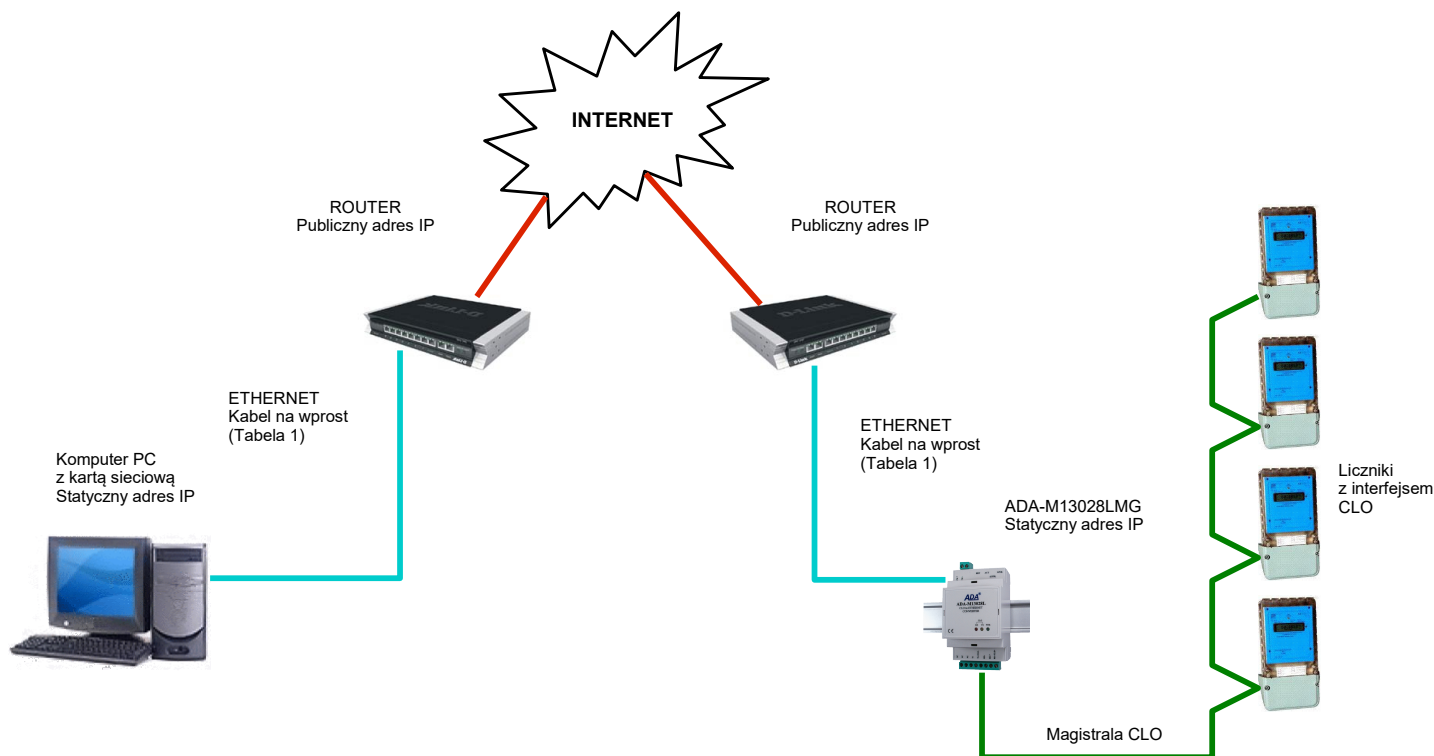 INTERNET
ROUTER
Publiczny adres IP
ROUTER
Publiczny adres IP
D-Link
ETHERNET
Kabel na wprost
(Tabela 1)
ETHERNET
Kabel na wprost
(Tabela 1)
Komputer PC
z kartą sieciową
Statyczny adres IP
ADA-M13028LMG
Statyczny adres IP
Liczniki
z interfejsem
CLO
ADA
Magistrala CLO